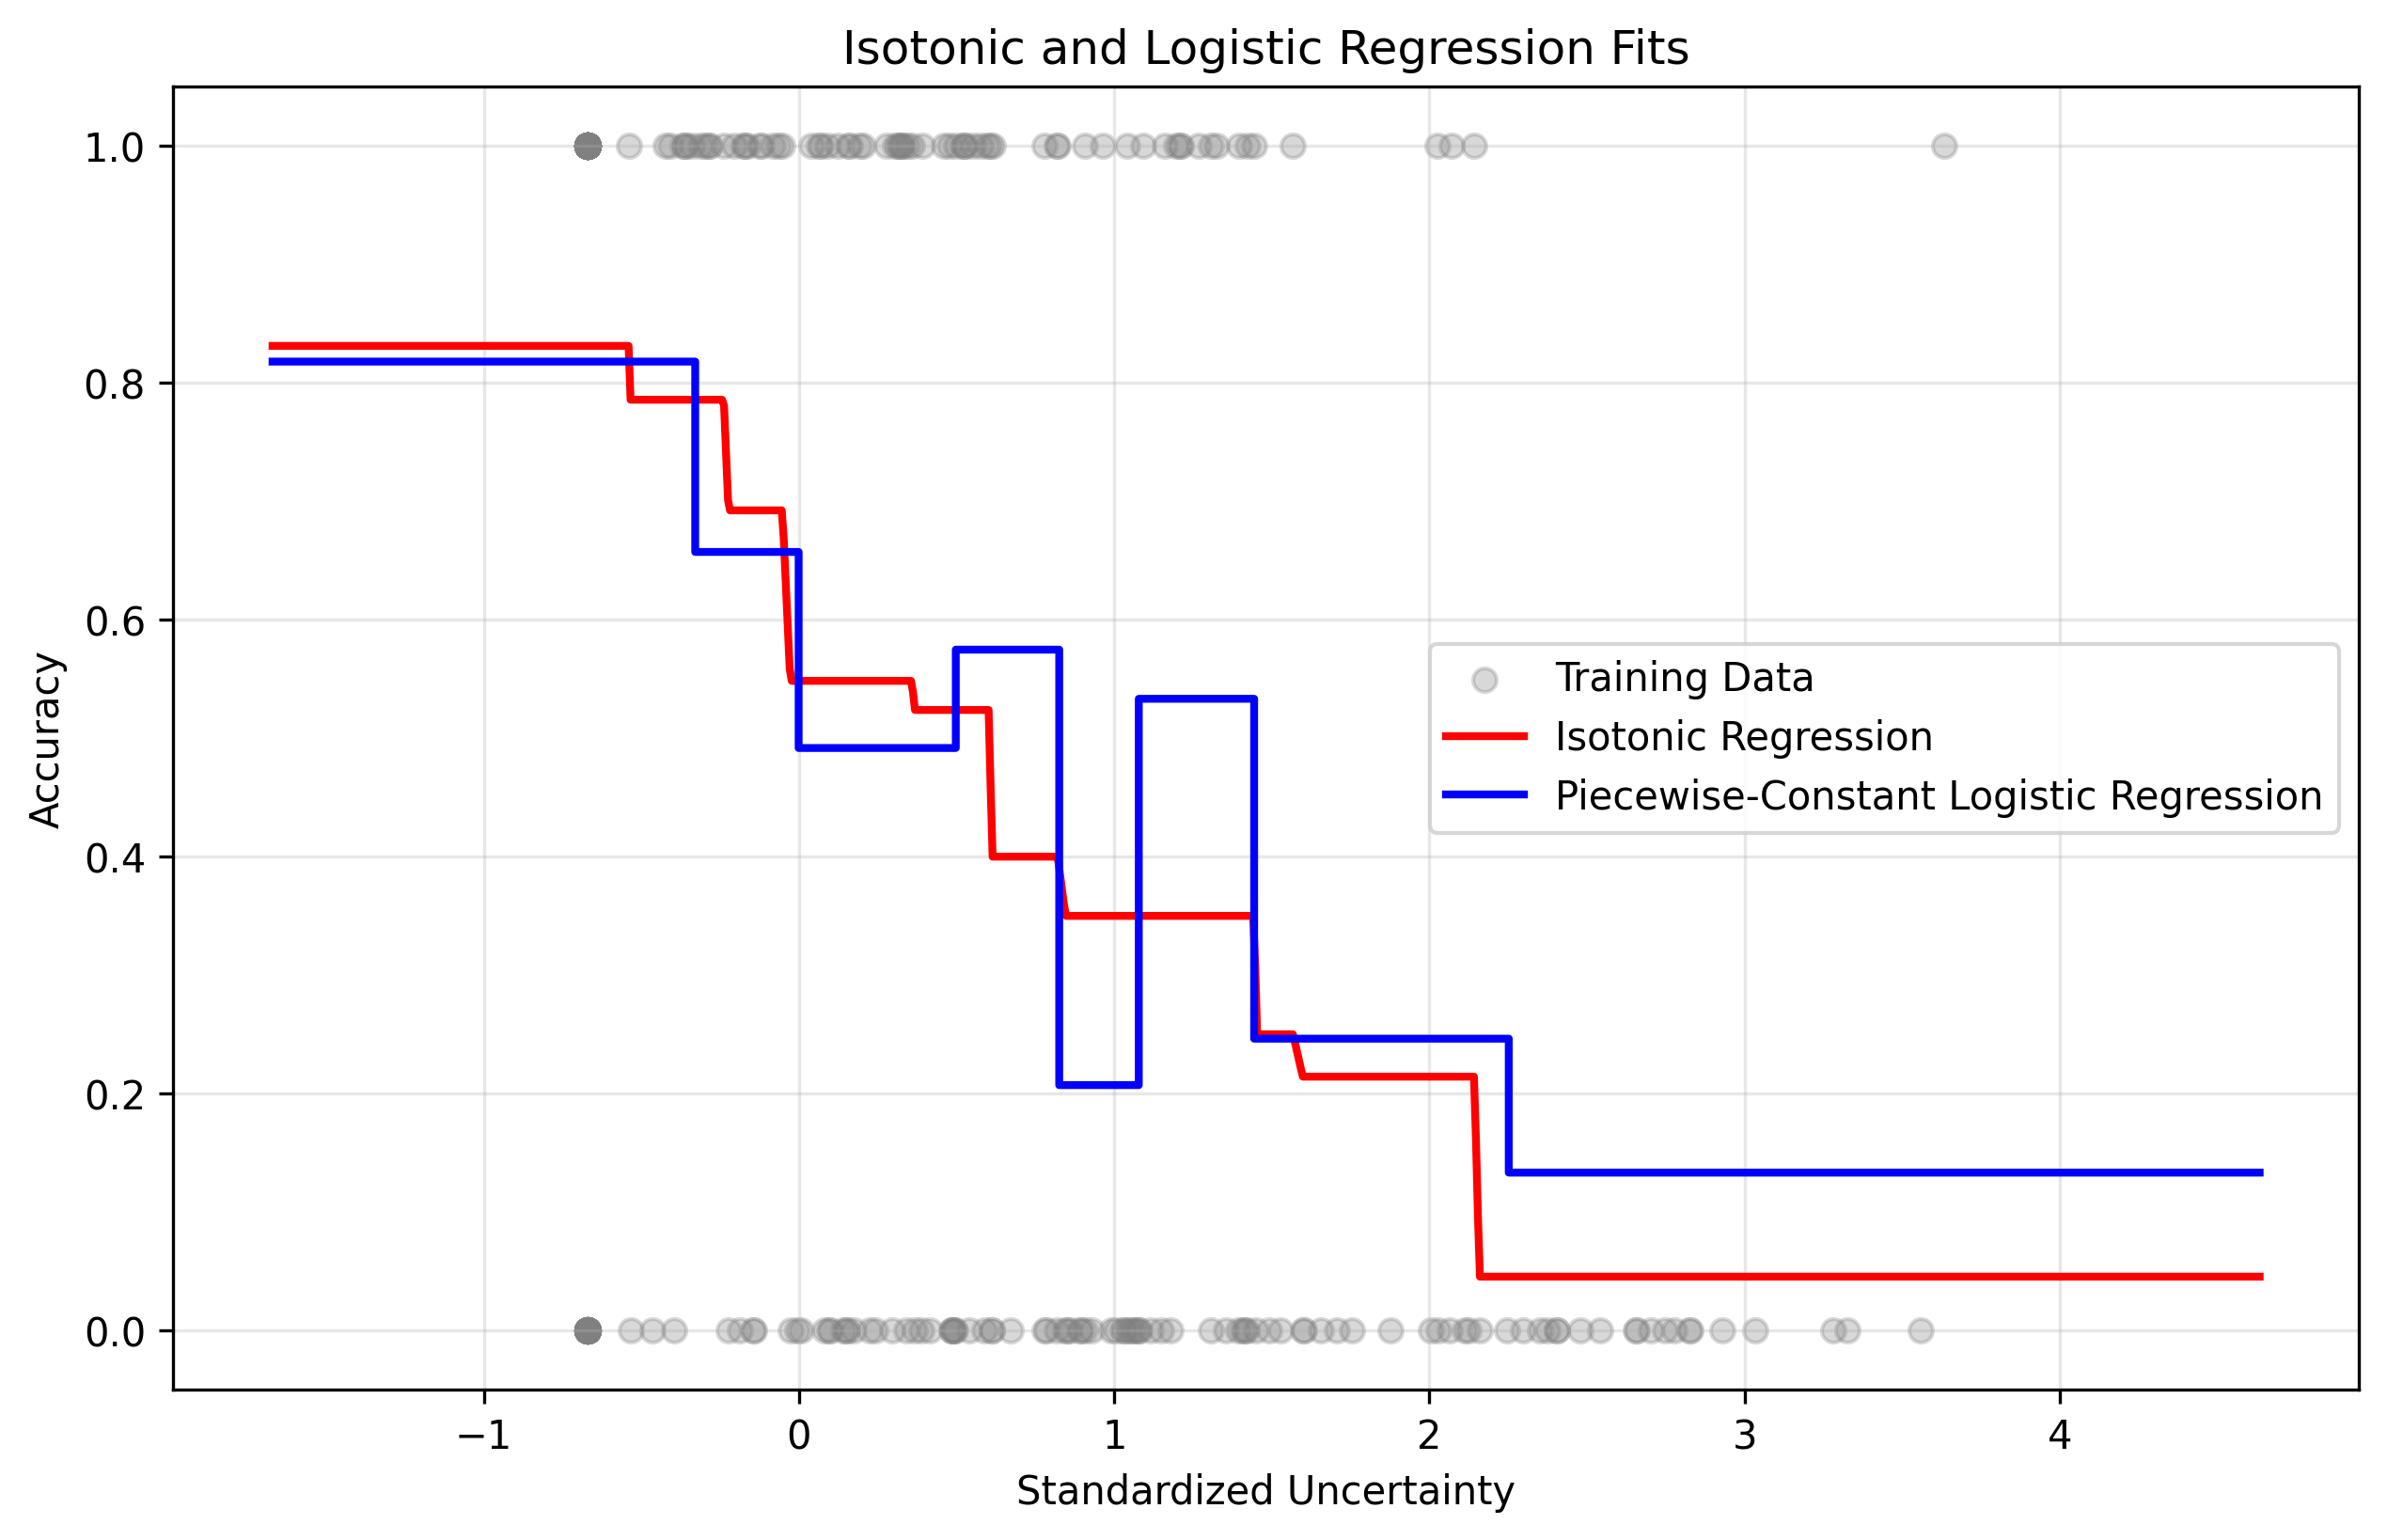 Isotonic and Logistic Regression Fits
1.0
0.8
0.6
0.4
0.2
0.0
Accuracy
Training Data
Isotonic Regression
Piecewise-Constant Logistic Regression
−1
0
1
2
3
4
Standardized Uncertainty